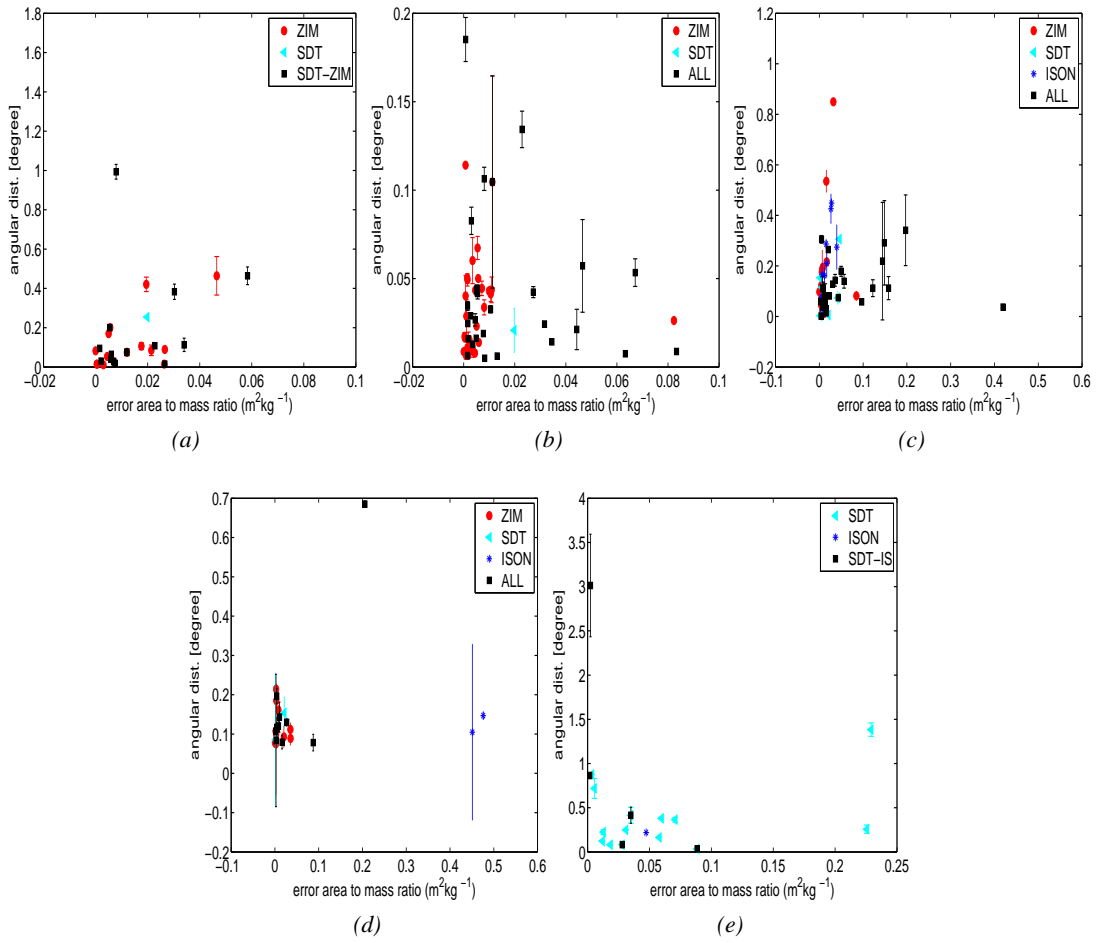 1.8
1.6
1.4
1.2
1
0.8
0.6
0.4
0.2
0
−0.02 0 0.02 0.04 0.06 0.08 0.1
angular dist. [degree]
error area to mass ratio (m²kg⁻¹)
ZIM
SDT
SDT−ZIM
(a)
0.2
0.15
0.1
0.05
0
−0.02 0 0.02 0.04 0.06 0.08 0.1
angular dist. [degree]
error area to mass ratio (m²kg⁻¹)
ZIM
SDT
ALL
(b)
1.2
1
0.8
0.6
0.4
0.2
0
−0.2
−0.1 0 0.1 0.2 0.3 0.4 0.5 0.6
angular dist. [degree]
error area to mass ratio (m²kg⁻¹)
ZIM
SDT
ISON
ALL
(c)
0.7
0.6
0.5
0.4
0.3
0.2
0.1
0
−0.1
−0.2
−0.1 0 0.1 0.2 0.3 0.4 0.5 0.6
angular dist. [degree]
error area to mass ratio (m²kg⁻¹)
ZIM
SDT
ISON
ALL
(d)
4
3.5
3
2.5
2
1.5
1
0.5
0
0 0.05 0.1 0.15 0.2 0.25
angular dist. [degree]
error area to mass ratio (m²kg⁻¹)
SDT
ISON
SDT−IS
(e)